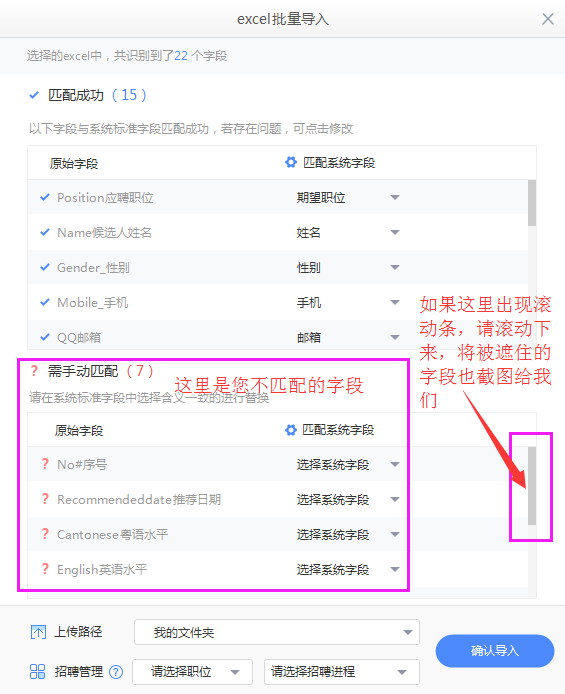 excel批量导入
选择的excel中，共识别到了22 个字段
匹配成功（ 15 ）
以下字段与系统标准字段匹配成功，若存在问题，可点击修改
原始字段 匹配系统字段
Position应聘职位 期望职位
Name候选人姓名 姓名
Gender_性别 性别
Mobile_手机 手机
QQ邮箱 邮箱
如果这里出现滚
动条，请滚动下
来，将被遮住的
字段也截图给我
们
? 需手动匹配（ 7 ）
这里是您不匹配的字段
请在系统标准字段中选择含义一致的进行替换
原始字段 匹配系统字段
? No#序号 选择系统字段
? Recommendeddate推荐日期 选择系统字段
? Cantonese粤语水平 选择系统字段
? English英语水平 选择系统字段
上传路径 我的文件夹
招聘管理 ? 请选择职位 请选择招聘进程
确认导入